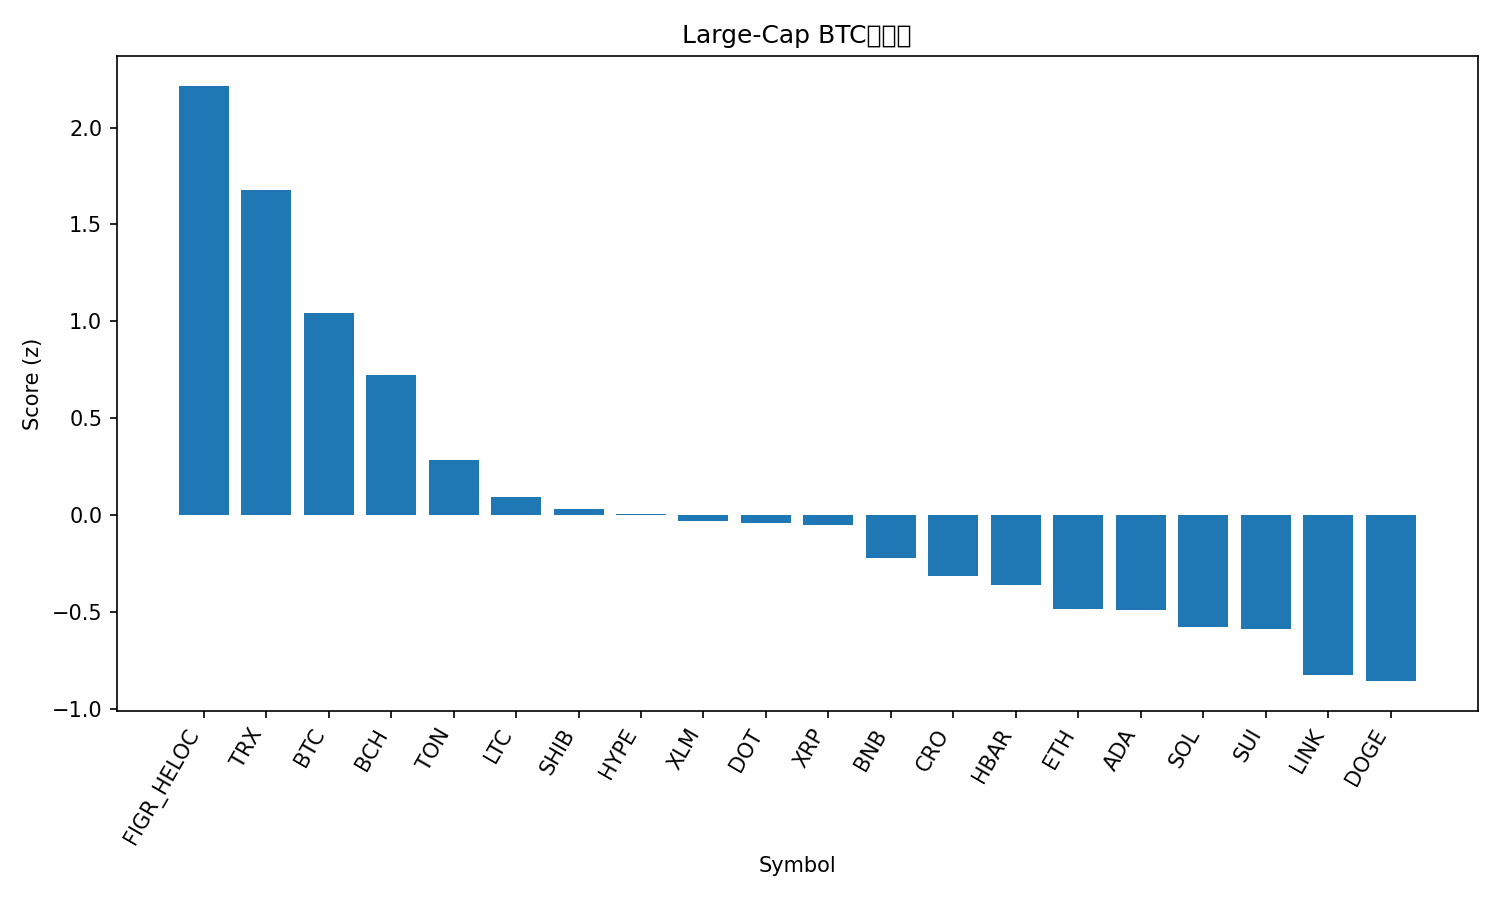 Large-Cap BTC
Score (z)
2.0
1.5
1.0
0.5
0.0
−0.5
−1.0
FIGR_HELOC
TRX
BTC
BCH
TON
LTC
SHIB
HYPE
XLM
DOT
XRP
BNB
CRO
HBAR
ETH
ADA
SOL
SUI
LINK
DOGE
Symbol